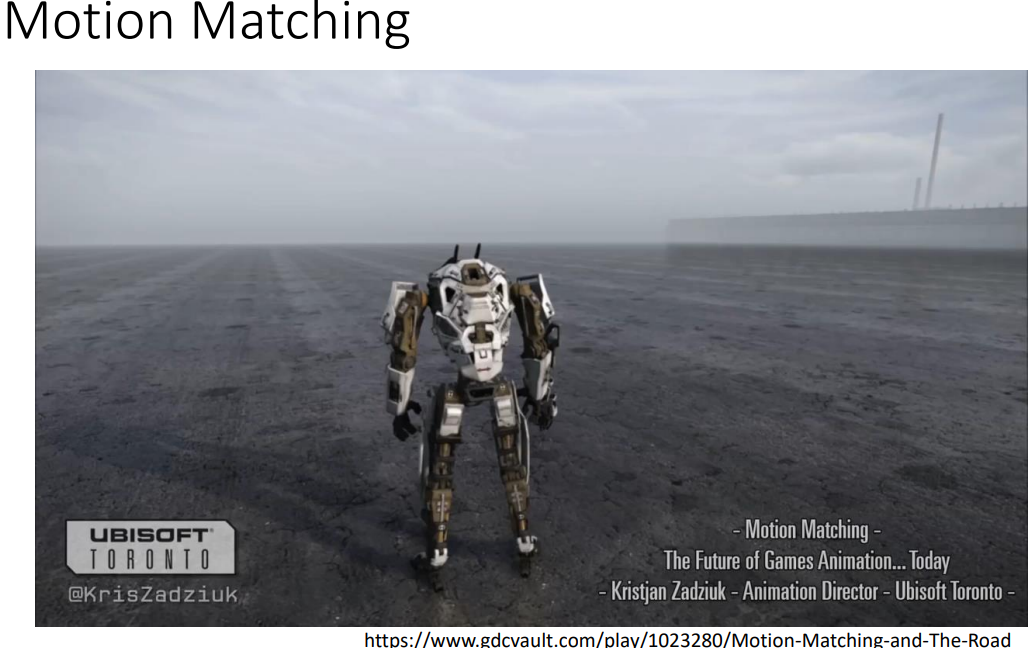 Motion Matching
UBISOFT
TORONTO
@KrisZadziuk
- Motion Matching -
The Future of Games Animation... Today
- Kristjan Zadziuk - Animation Director - Ubisoft Toronto -
https://www.gdcvault.com/play/1023280/Motion-Matching-and-The-Road